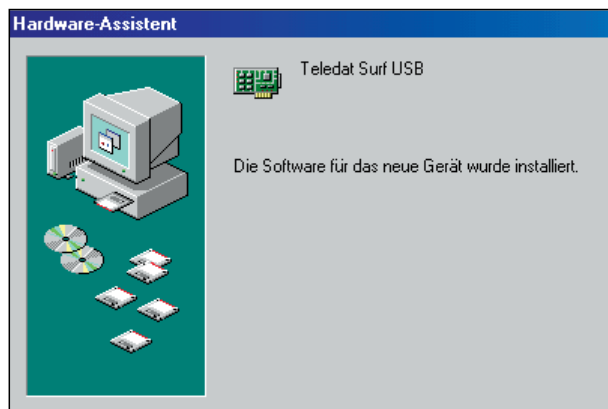 Hardware-Assistent
Teledat Surf USB
Die Software für das neue Gerät wurde installiert.